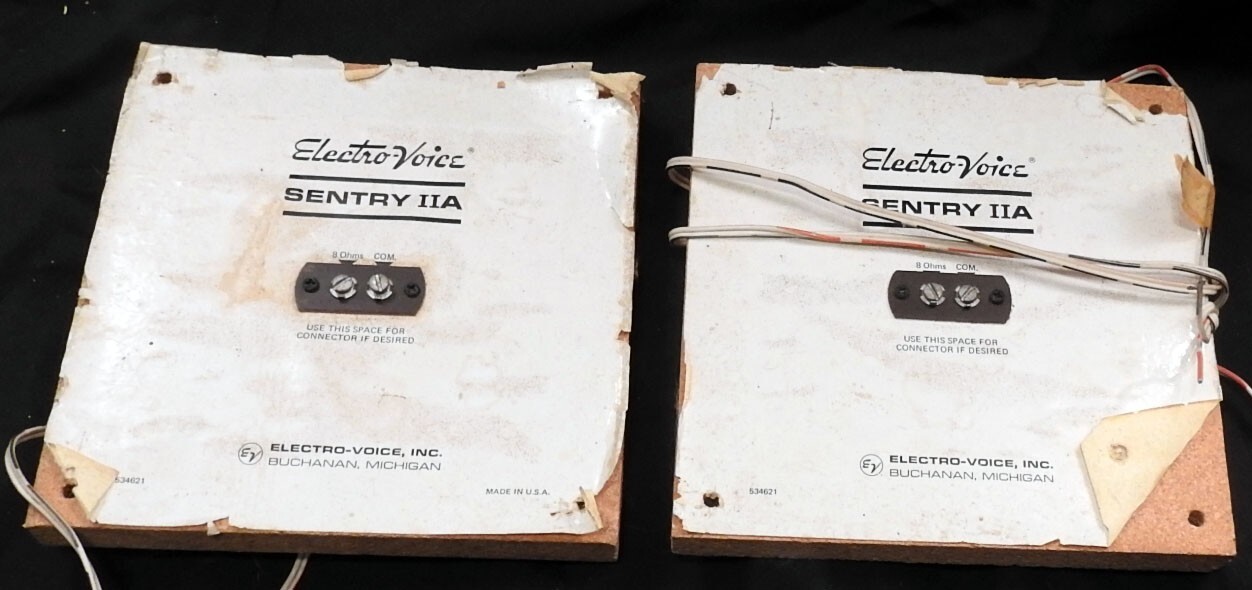 Electro-Voice®
SENTRY IIA
8 Ohms COM.
USE THIS SPACE FOR
CONNECTOR IF DESIRED
EV ELECTRO-VOICE, INC.
BUCHANAN, MICHIGAN
534621
MADE IN U.S.A.
Electro-Voice®
SENTRY IIA
8 Ohms COM.
USE THIS SPACE FOR
CONNECTOR IF DESIRED
EV ELECTRO-VOICE, INC.
BUCHANAN, MICHIGAN
534621